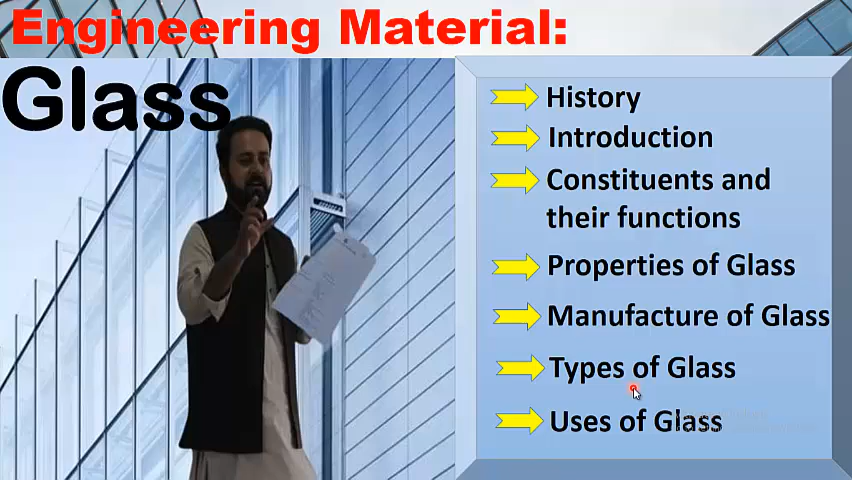 Engineering Material:
Glass
History
Introduction
Constituents and
their functions
Properties of Glass
Manufacture of Glass
Types of Glass
Uses of Glass